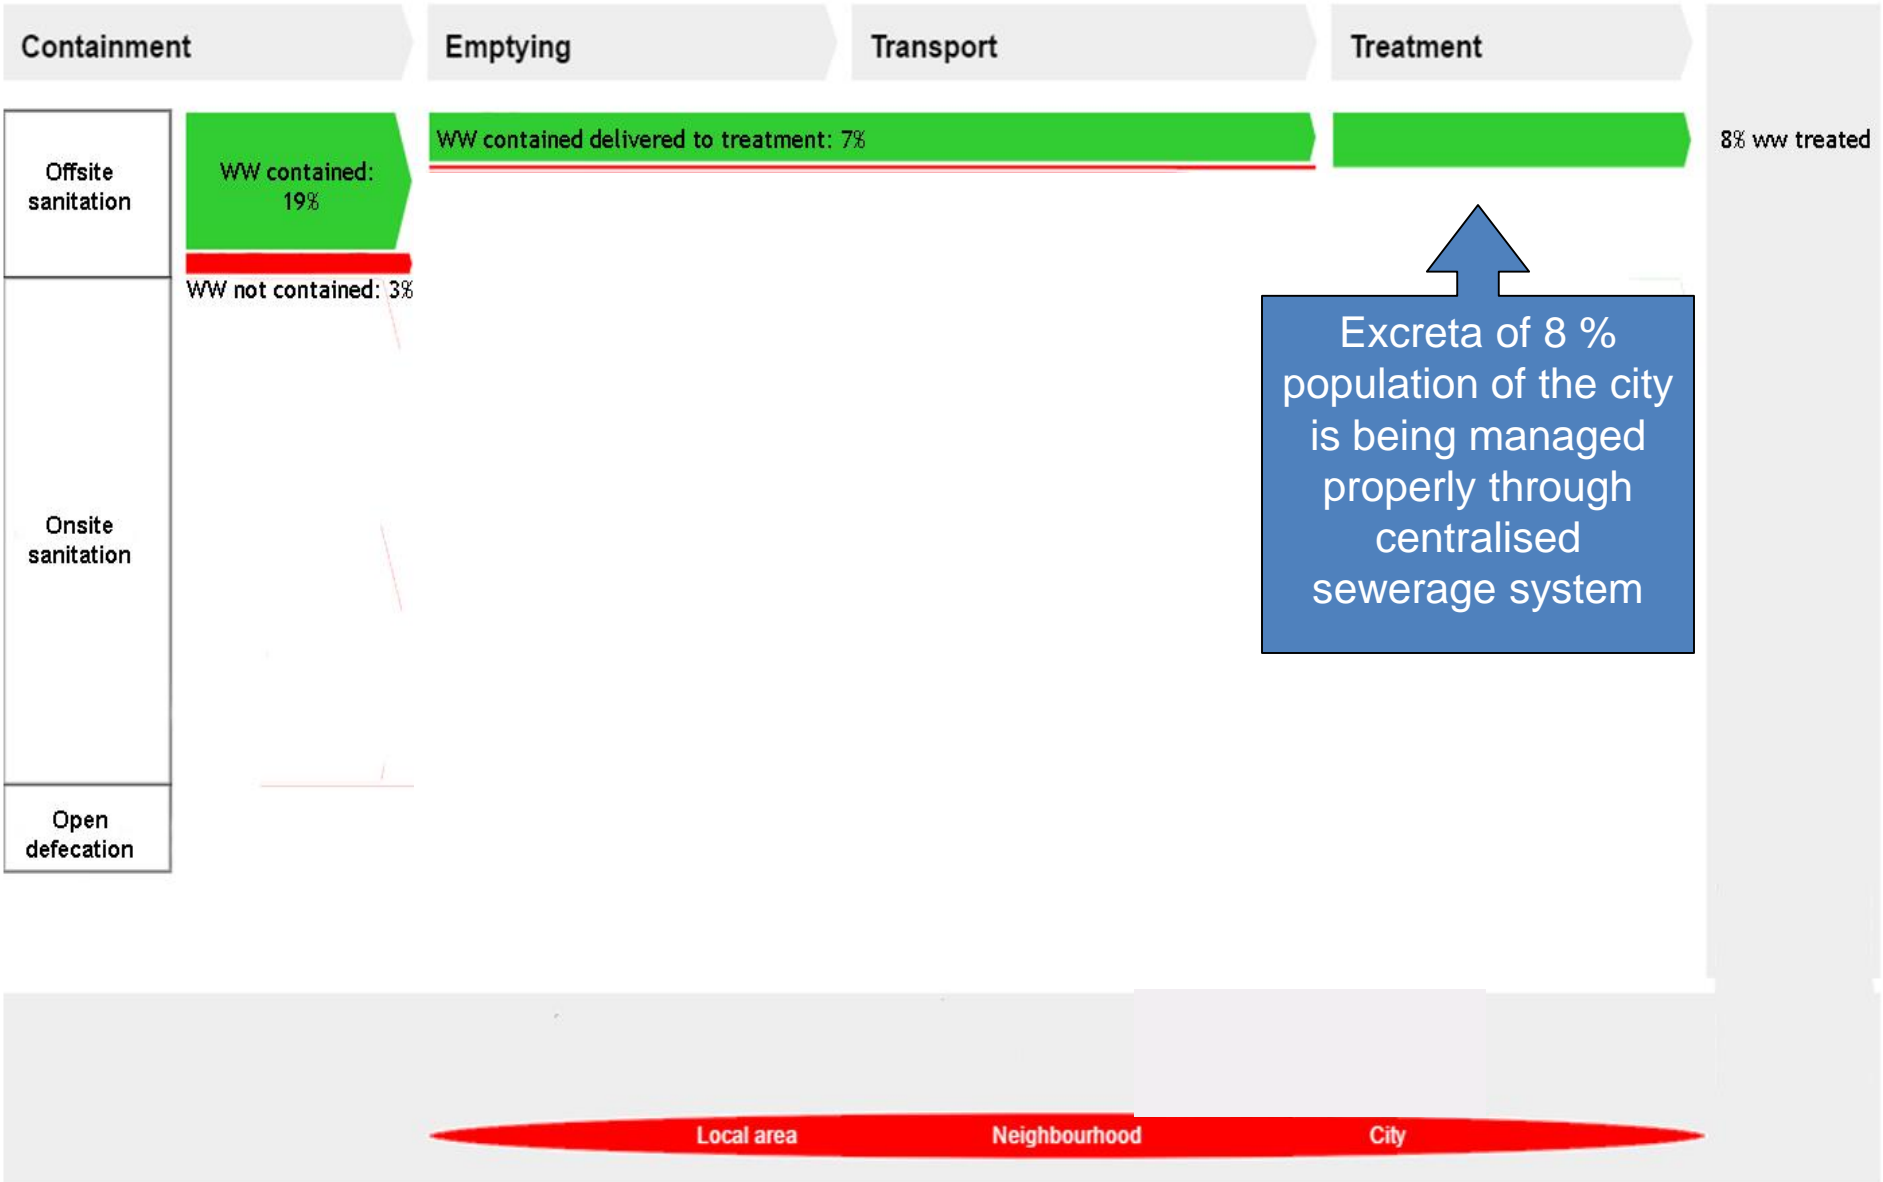 Containment
Emptying
Transport
Treatment
Offsite
sanitation
WW contained:
19%
WW not contained: 3%
WW contained delivered to treatment: 7%
8% ww treated
Excreta of 8 %
population of the city
is being managed
properly through
centralised
sewerage system
Onsite
sanitation
Open
defecation
Local area
Neighbourhood
City